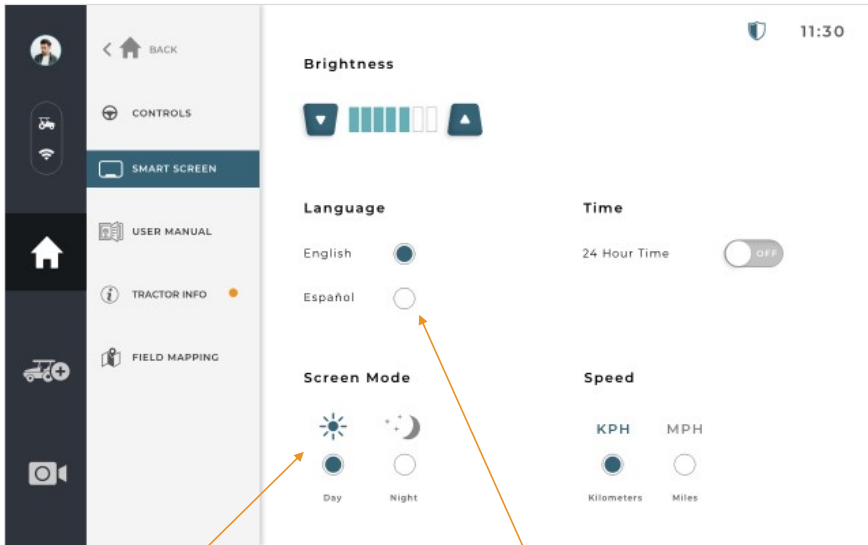 11:30
BACK
CONTROLS
SMART SCREEN
USER MANUAL
TRACTOR INFO
FIELD MAPPING
Brightness
Language
English
Español
Time
24 Hour Time
OFF
Screen Mode
Day
Night
Speed
KPH MPH
Kilometers
Miles